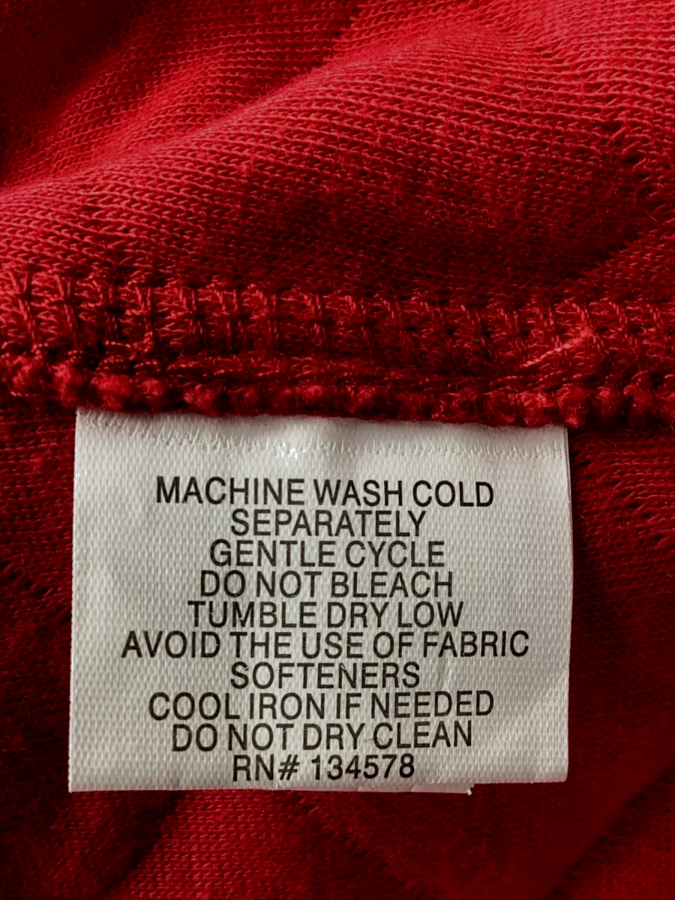 MACHINE WASH COLD
SEPARATELY
GENTLE CYCLE
DO NOT BLEACH
TUMBLE DRY LOW
AVOID THE USE OF FABRIC
SOFTENERS
COOL IRON IF NEEDED
DO NOT DRY CLEAN
RN# 134578